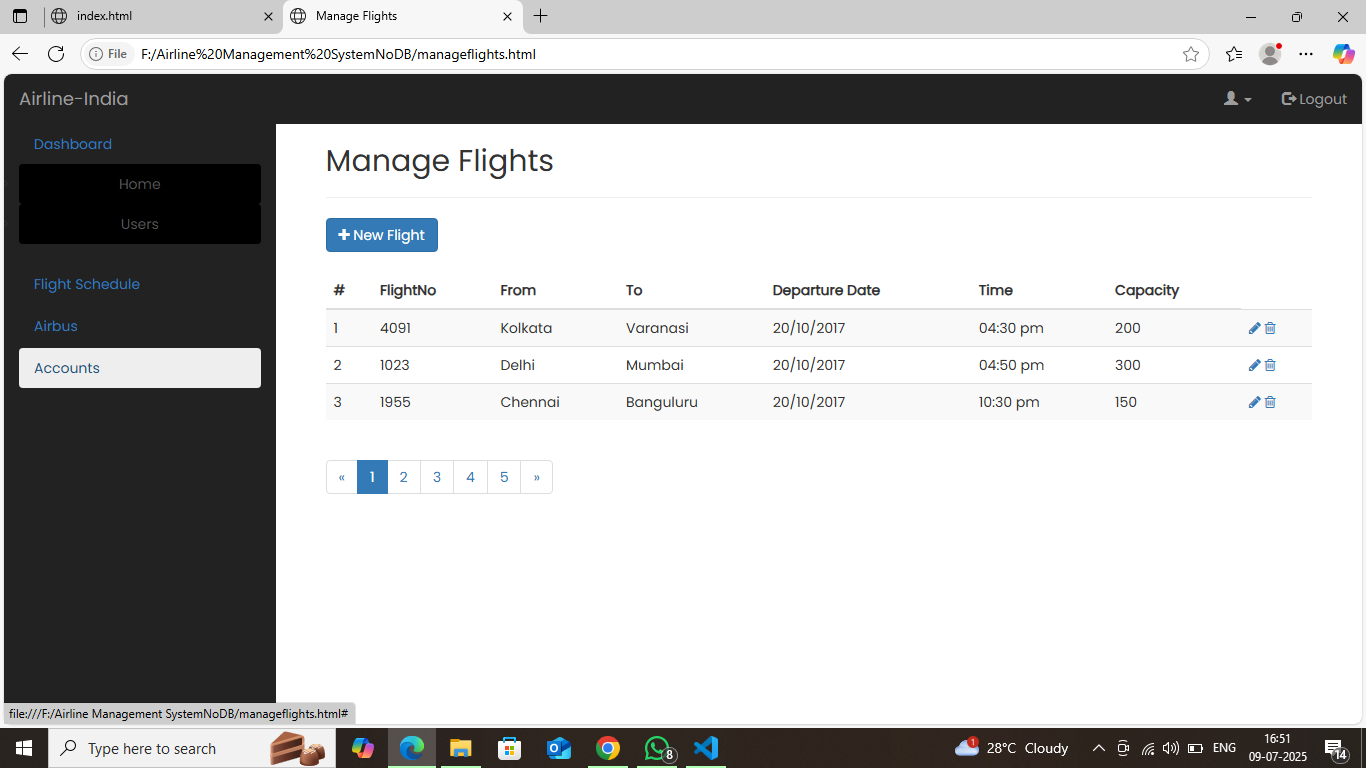 index.html
Manage Flights
File F:/Airline%20Management%20SystemNoDB/manageflights.html
Airline-India
Logout
Dashboard
Home
Users
Flight Schedule
Airbus
Accounts
Manage Flights
New Flight
# FlightNo From To Departure Date Time Capacity
1 4091 Kolkata Varanasi 20/10/2017 04:30 pm 200
2 1023 Delhi Mumbai 20/10/2017 04:50 pm 300
3 1955 Chennai Banguluru 20/10/2017 10:30 pm 150
« 1 2 3 4 5 »
file:///F:/Airline Management SystemNoDB/manageflights.html#
Type here to search
8
1
28°C Cloudy
ENG
16:51
09-07-2025
14